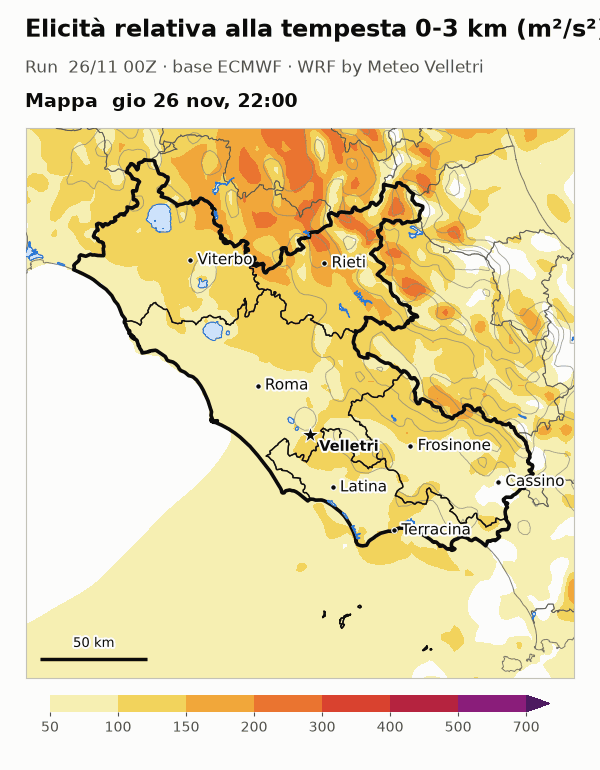 Elicità relativa alla tempesta 0-3 km (m²/s²)
Run  26/11 00Z · base ECMWF · WRF by Meteo Velletri
Mappa  gio 26 nov, 22:00
Viterbo
Rieti
Roma
Velletri
Frosinone
Cassino
Latina
Terracina
50 km
50 100 150 200 300 400 500 700